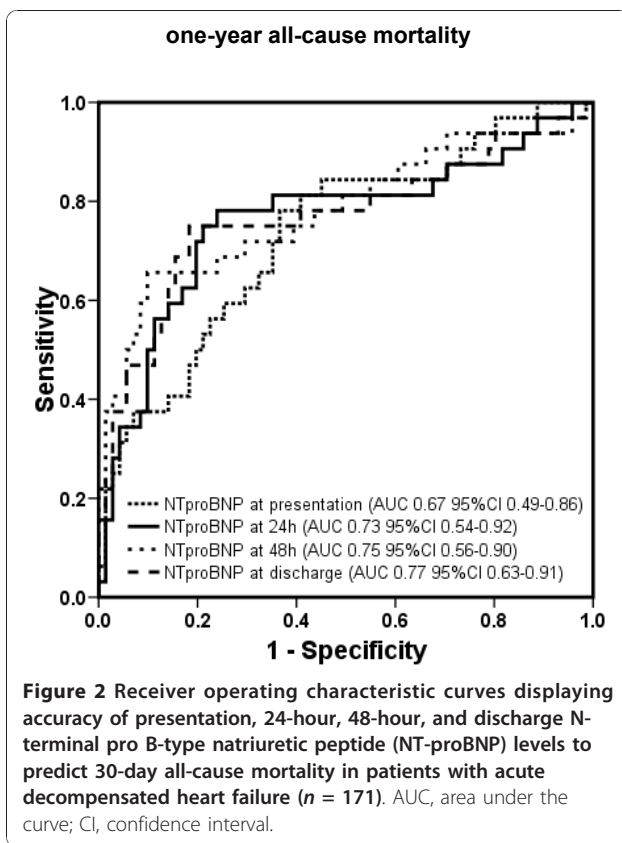 one-year all-cause mortality
1.0
0.8
0.6
0.4
0.2
0.0
Sensitivity
NTproBNP at presentation (AUC 0.67 95%CI 0.49-0.86)
NTproBNP at 24h (AUC 0.73 95%CI 0.54-0.92)
NTproBNP at 48h (AUC 0.75 95%CI 0.56-0.90)
NTproBNP at discharge (AUC 0.77 95%CI 0.63-0.91)
0.0 0.2 0.4 0.6 0.8 1.0
1 - Specificity
Figure 2 Receiver operating characteristic curves displaying
accuracy of presentation, 24-hour, 48-hour, and discharge N-
terminal pro B-type natriuretic peptide (NT-proBNP) levels to
predict 30-day all-cause mortality in patients with acute
decompensated heart failure (n = 171). AUC, area under the
curve; CI, confidence interval.